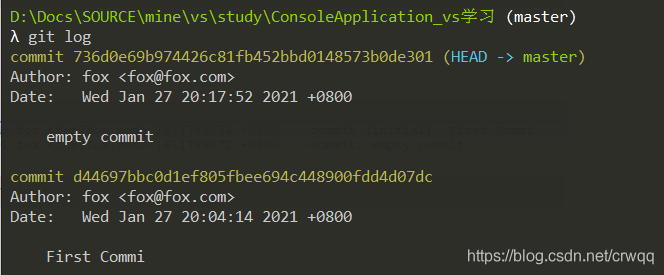 D:\Docs\SOURCE\mine\vs\study\ConsoleApplication_vs学习 (master)
λ git log
commit 736d0e69b974426c81fb452bbd0148573b0de301 (HEAD -> master)
Author: fox <fox@fox.com>
Date:   Wed Jan 27 20:17:52 2021 +0800
empty commit
commit d44697bbc0d1ef805fbee694c448900fdd4d07dc
Author: fox <fox@fox.com>
Date:   Wed Jan 27 20:04:14 2021 +0800
First Commi
https://blog.csdn.net/crwqq